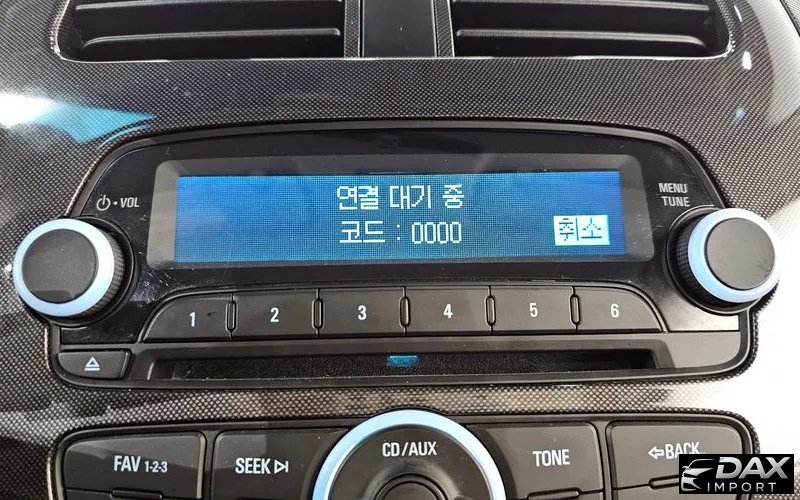 연결 대기 중
⏻•VOL
MENU
TUNE
코드 : 0000
취소
1 2 3 4 5 6
CD/AUX
FAV 1-2-3
SEEK
TONE
BACK
DAX
IMPORT